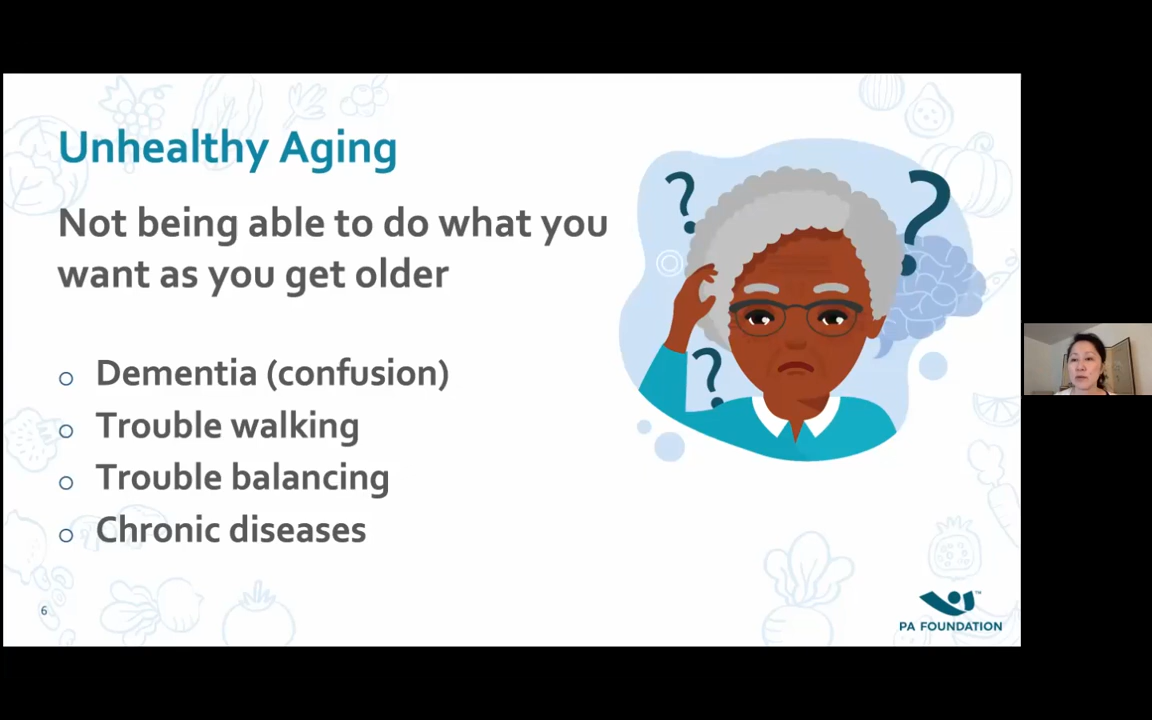 Unhealthy Aging
Not being able to do what you
want as you get older
o Dementia (confusion)
o Trouble walking
o Trouble balancing
o Chronic diseases
6
PA FOUNDATION™
? ? ?